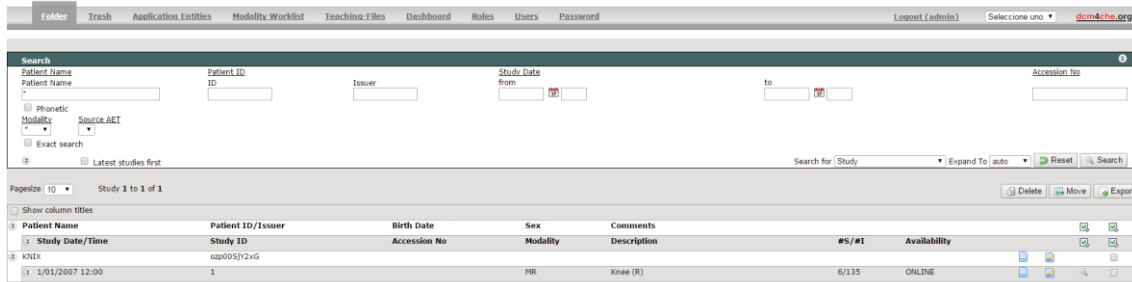 Folder Trash Application Entities Modality Worklist Teaching-Files Dashboard Roles Users Password Logout (admin) Seleccione uno dcm4che.org
Search
Patient Name Patient ID Study Date Accession No
Patient Name ID Issuer from to
*
Phonetic
Modality Source AET
*
Exact search
Latest studies first Search for Study Expand To auto Reset Search
Pagesize 10 Study 1 to 1 of 1 Delete Move Expor
Show column titles
Patient Name Patient ID/Issuer Birth Date Sex Comments
Study Date/Time Study ID Accession No Modality Description #S/#I Availability
KNIX ozp00SjY2xG
1/01/2007 12:00 1 MR Knee (R) 6/135 ONLINE